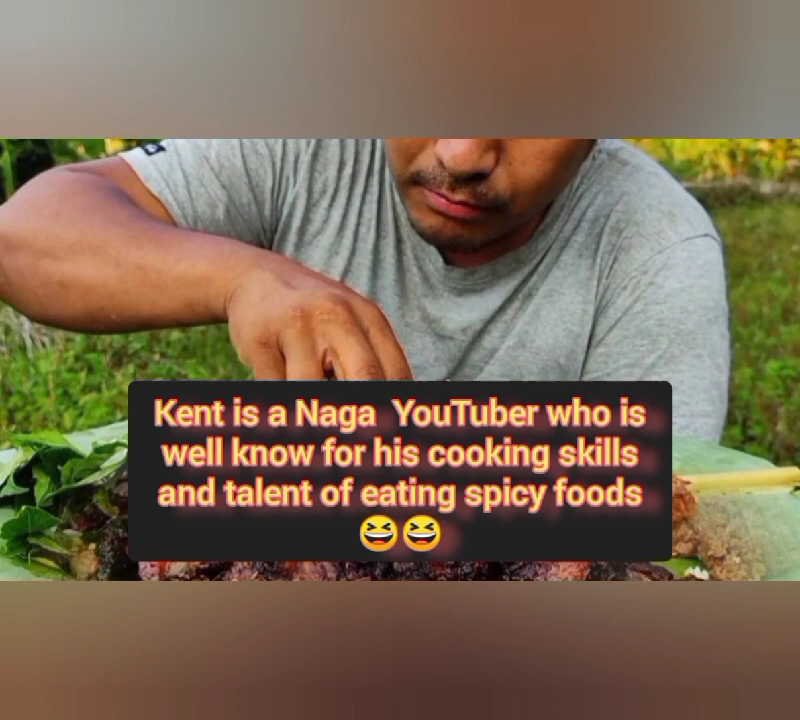 Kent is a Naga YouTuber who is
well know for his cooking skills
and talent of eating spicy foods
😆😆